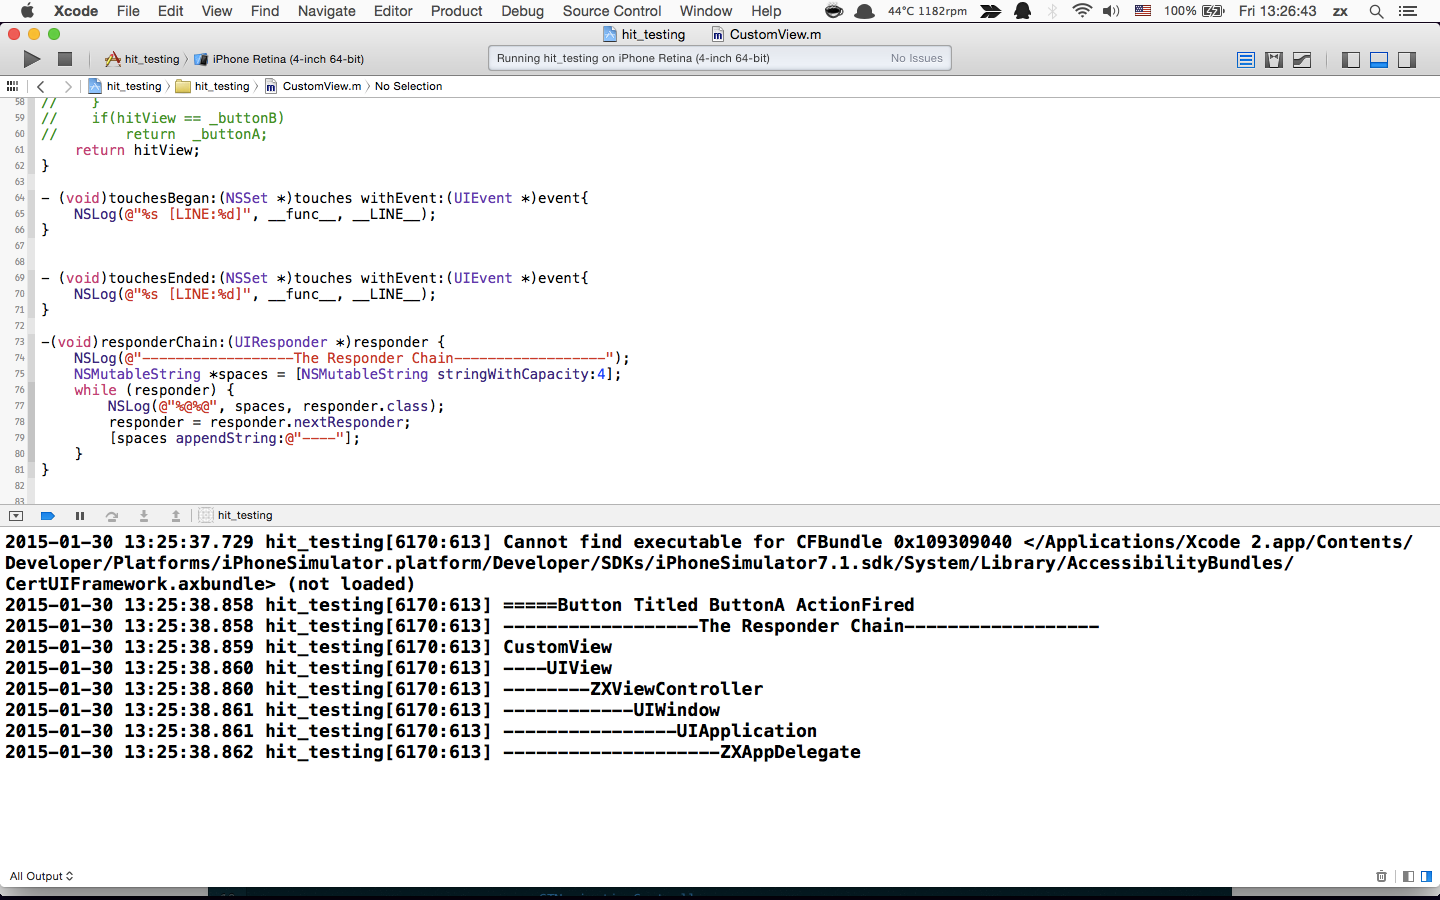 Xcode File Edit View Find Navigate Editor Product Debug Source Control Window Help 44°C 1182rpm 100% Fri 13:26:43 zx
hit_testing CustomView.m
hit_testing iPhone Retina (4-inch 64-bit) Running hit_testing on iPhone Retina (4-inch 64-bit) No Issues
hit_testing hit_testing CustomView.m No Selection
58 // }
59 // if(hitView == _buttonB)
60 // return _buttonA;
61 return hitView;
62 }
63
64 - (void)touchesBegan:(NSSet *)touches withEvent:(UIEvent *)event{
65 NSLog(@"%s [LINE:%d]", __func__, __LINE__);
66 }
67
68
69 - (void)touchesEnded:(NSSet *)touches withEvent:(UIEvent *)event{
70 NSLog(@"%s [LINE:%d]", __func__, __LINE__);
71 }
72
73 -(void)responderChain:(UIResponder *)responder {
74 NSLog(@"------------------The Responder Chain------------------");
75 NSMutableString *spaces = [NSMutableString stringWithCapacity:4];
76 while (responder) {
77 NSLog(@"%@%@", spaces, responder.class);
78 responder = responder.nextResponder;
79 [spaces appendString:@"----"];
80 }
81 }
82
83
hit_testing
2015-01-30 13:25:37.729 hit_testing[6170:613] Cannot find executable for CFBundle 0x109309040 </Applications/Xcode 2.app/Contents/
Developer/Platforms/iPhoneSimulator.platform/Developer/SDKs/iPhoneSimulator7.1.sdk/System/Library/AccessibilityBundles/
CertUIFramework.axbundle> (not loaded)
2015-01-30 13:25:38.858 hit_testing[6170:613] =====Button Titled ButtonA ActionFired
2015-01-30 13:25:38.858 hit_testing[6170:613] ------------------The Responder Chain------------------
2015-01-30 13:25:38.859 hit_testing[6170:613] CustomView
2015-01-30 13:25:38.860 hit_testing[6170:613] ----UIView
2015-01-30 13:25:38.860 hit_testing[6170:613] --------ZXViewController
2015-01-30 13:25:38.861 hit_testing[6170:613] ------------UIWindow
2015-01-30 13:25:38.861 hit_testing[6170:613] ----------------UIApplication
2015-01-30 13:25:38.862 hit_testing[6170:613] --------------------ZXAppDelegate
All Output